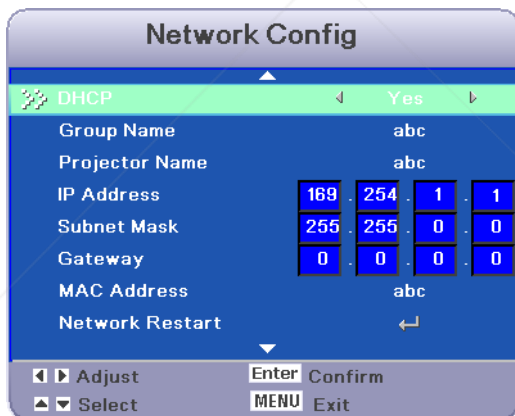 Network Config
DHCP Yes
Group Name abc
Projector Name abc
IP Address 169 . 254 . 1 . 1
Subnet Mask 255 . 255 . 0 . 0
Gateway 0 . 0 . 0 . 0
MAC Address abc
Network Restart
Adjust Enter Confirm
Select MENU Exit